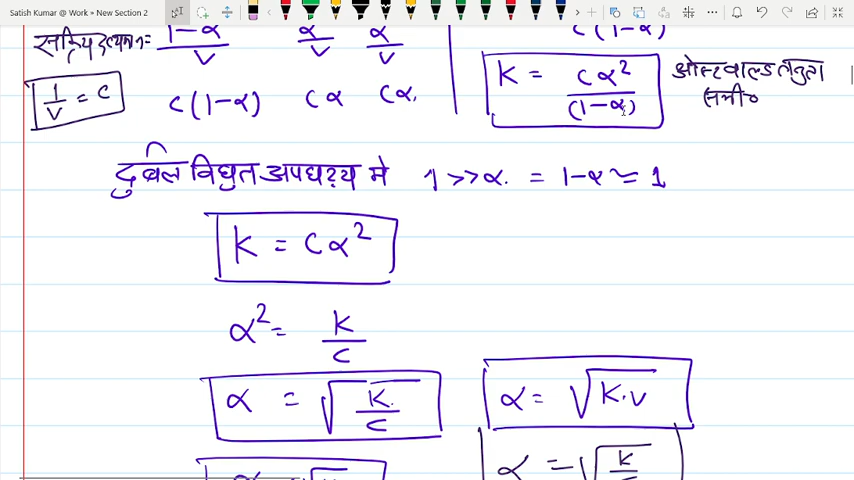 Satish Kumar @ Work » New Section 2
सक्रिय द्रव्यमान = 1-α/V α/V α/V C(1-α)
1/V = C C(1-α) Cα Cα.
K = Cα²/(1-α) ओस्टवाल्ड तनुता
समी०
दुर्बल विद्युत अपघट्य में 1 >> α. = 1-α ≃ 1
K = Cα²
α² = K/C
α = √K./C α = √K.V
α = √K/